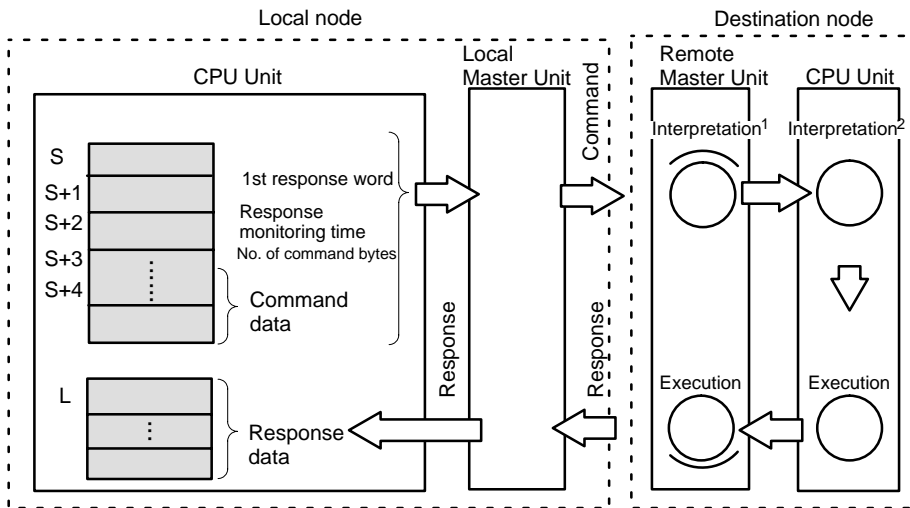 Local node
Destination node
CPU Unit
Local
Master Unit
Command
Remote
Master Unit
CPU Unit
Interpretation1
Interpretation2
S
S+1
S+2
S+3
S+4
1st response word
Response
monitoring time
No. of command bytes
Command
data
Response
Response
Execution
Execution
L
Response
data